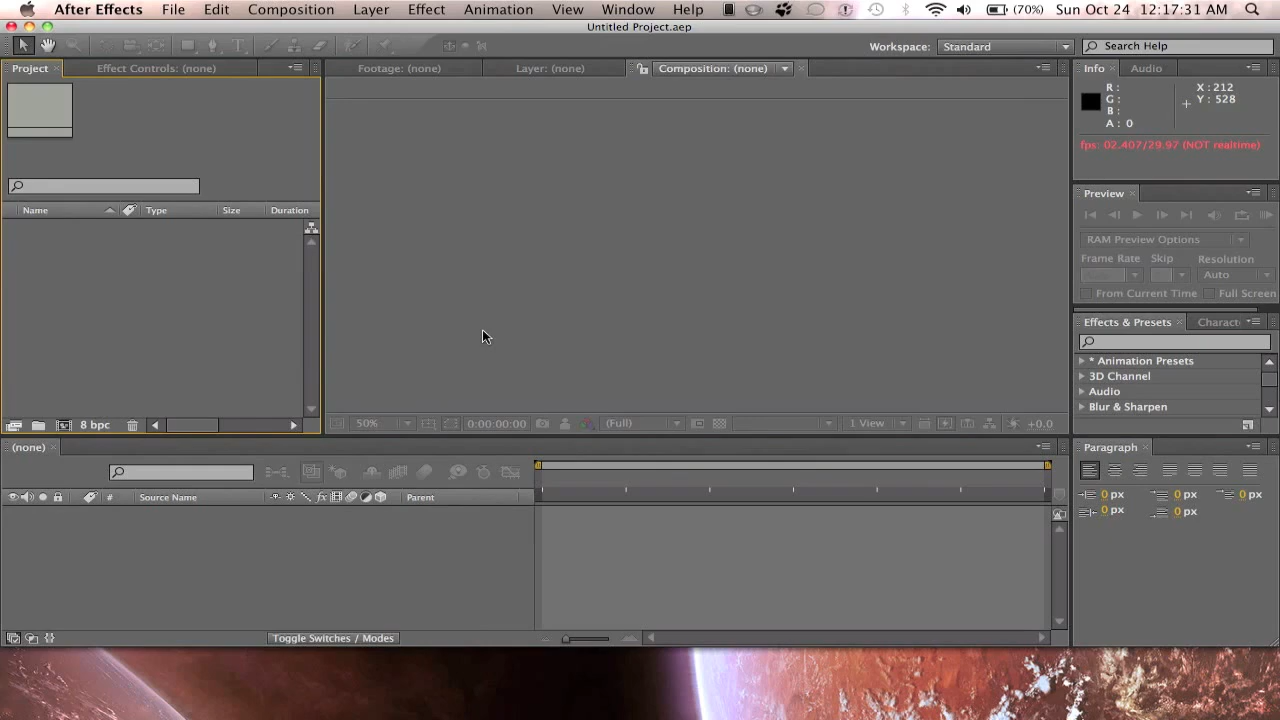 After Effects File Edit Composition Layer Effect Animation View Window Help (70%) Sun Oct 24 12:17:31 AM
Untitled Project.aep
Workspace: Standard Search Help
Project Effect Controls: (none)
Name Type Size Duration
8 bpc
Footage: (none) Layer: (none) Composition: (none)
50% 0:00:00:00 (Full) 1 View +0.0
Info Audio
R : X : 212
G : Y : 528
B :
A : 0
fps: 02.407/29.97 (NOT realtime)
Preview
RAM Preview Options
Frame Rate Skip Resolution
Auto
From Current Time Full Screen
Effects & Presets Charact
* Animation Presets
3D Channel
Audio
Blur & Sharpen
(none)
# Source Name fx Parent
Toggle Switches / Modes
Paragraph
0 px 0 px 0 px
0 px 0 px